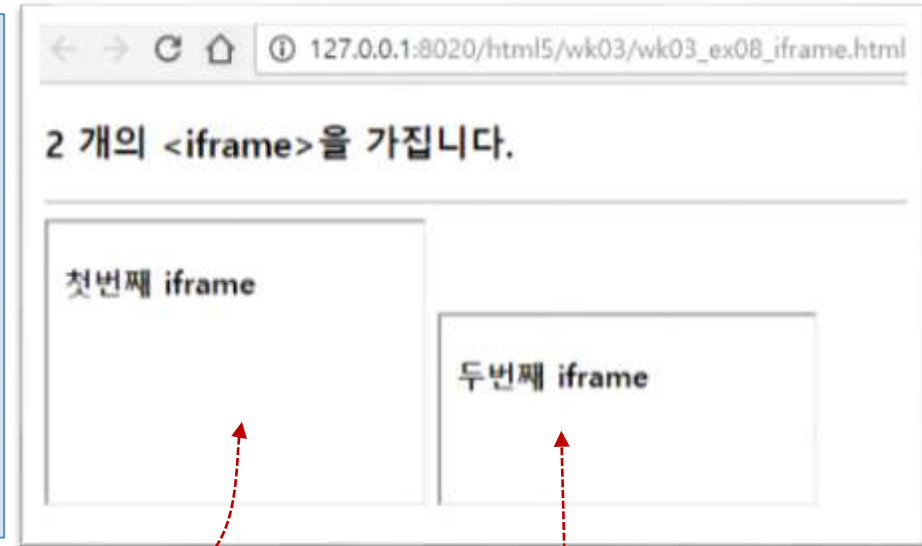 127.0.0.1:8020/html5/wk03/wk03_ex08_iframe.html
2 개의 <iframe>을 가집니다.
첫번째 iframe
두번째 iframe